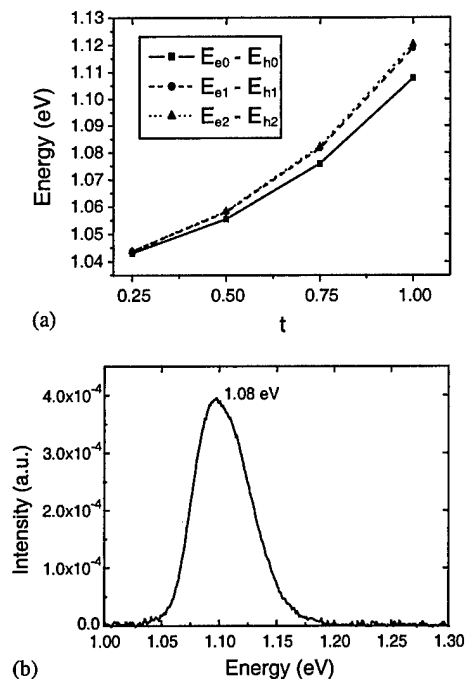 1.13
1.12
1.11
1.10
1.09
1.08
1.07
1.06
1.05
1.04
Energy (eV)
E_e0 - E_h0
E_e1 - E_h1
E_e2 - E_h2
0.25 0.50 0.75 1.00
t
(a)
4.0x10⁻⁴
3.0x10⁻⁴
2.0x10⁻⁴
1.0x10⁻⁴
0.0
Intensity (a.u.)
1.08 eV
1.00 1.05 1.10 1.15 1.20 1.25 1.30
Energy (eV)
(b)